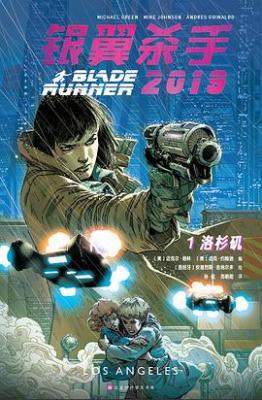 MICHAEL GREEN / MIKE JOHNSON / ANDRES GUINALDO
银翼杀手
BLADE
RUNNER
2019
1 洛杉矶
LOS ANGELES